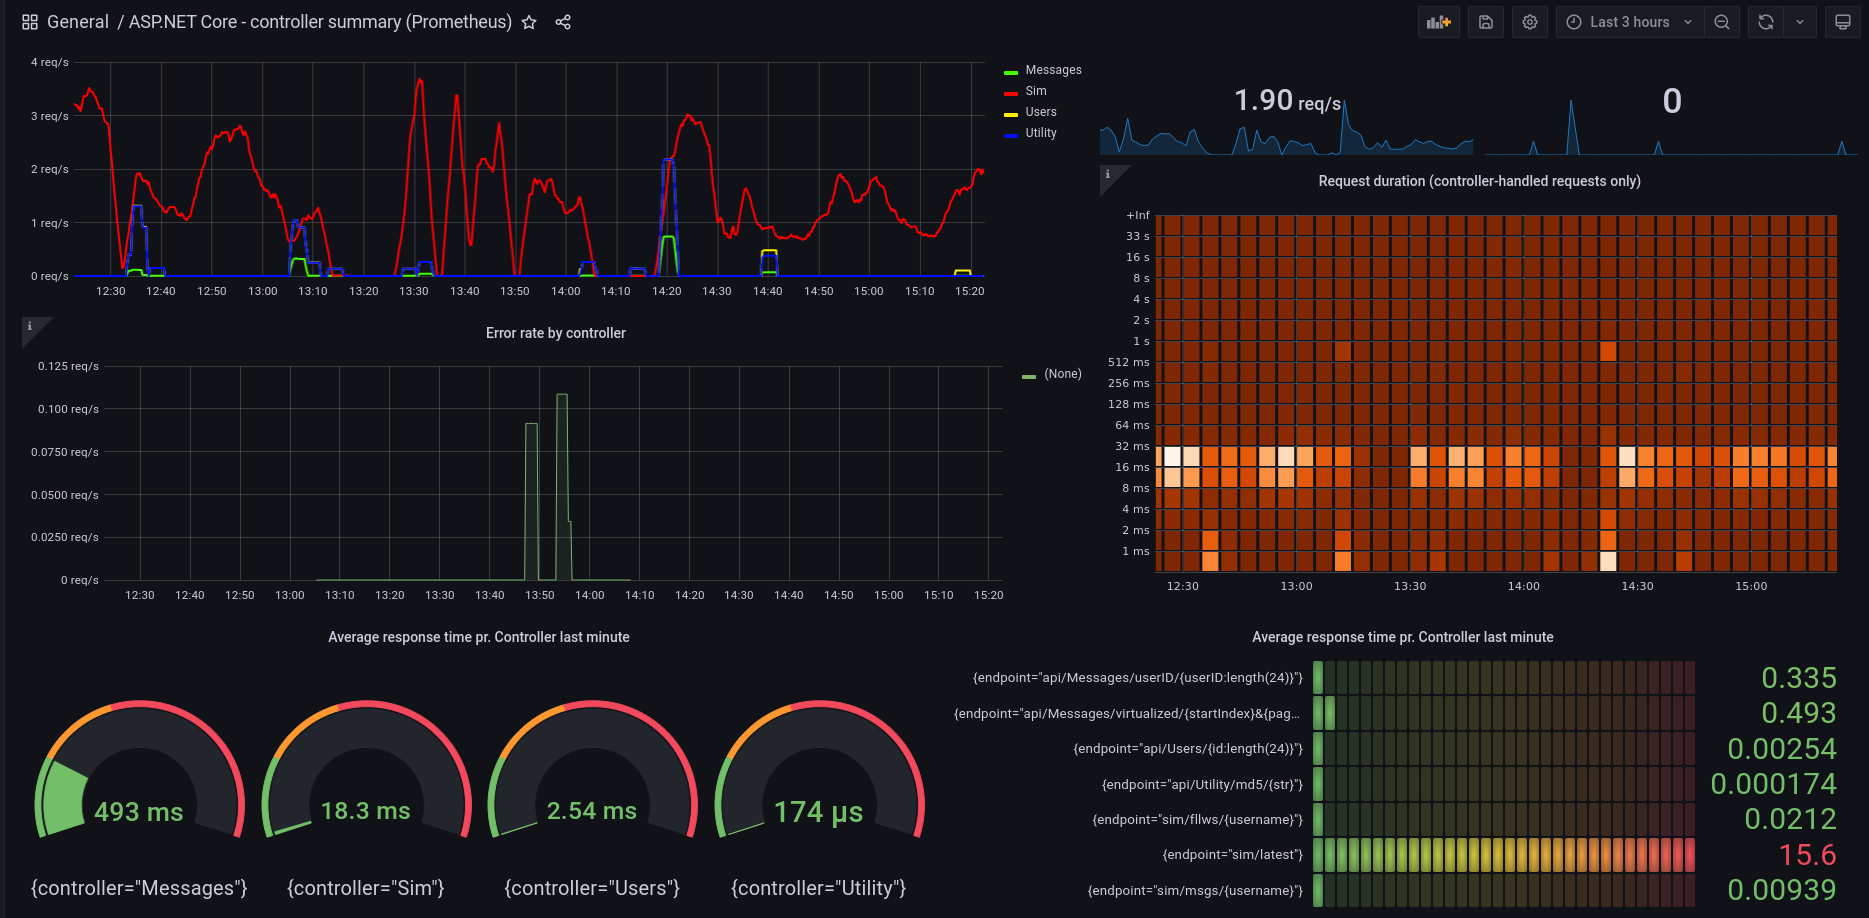 General / ASP.NET Core - controller summary (Prometheus)
Last 3 hours
4 req/s
3 req/s
2 req/s
1 req/s
0 req/s
12:30 12:40 12:50 13:00 13:10 13:20 13:30 13:40 13:50 14:00 14:10 14:20 14:30 14:40 14:50 15:00 15:10 15:20
Messages
Sim
Users
Utility
1.90 req/s
0
i
Error rate by controller
0.125 req/s
0.100 req/s
0.0750 req/s
0.0500 req/s
0.0250 req/s
0 req/s
12:30 12:40 12:50 13:00 13:10 13:20 13:30 13:40 13:50 14:00 14:10 14:20 14:30 14:40 14:50 15:00 15:10 15:20
(None)
i
Request duration (controller-handled requests only)
+Inf
33 s
16 s
8 s
4 s
2 s
1 s
512 ms
256 ms
128 ms
64 ms
32 ms
16 ms
8 ms
4 ms
2 ms
1 ms
12:30 13:00 13:30 14:00 14:30 15:00
Average response time pr. Controller last minute
493 ms 18.3 ms 2.54 ms 174 µs
{controller="Messages"} {controller="Sim"} {controller="Users"} {controller="Utility"}
Average response time pr. Controller last minute
{endpoint="api/Messages/userID/{userID:length(24)}"} 0.335
{endpoint="api/Messages/virtualized/{startIndex}&{pag... 0.493
{endpoint="api/Users/{id:length(24)}"} 0.00254
{endpoint="api/Utility/md5/{str}"} 0.000174
{endpoint="sim/fllws/{username}"} 0.0212
{endpoint="sim/latest"} 15.6
{endpoint="sim/msgs/{username}"} 0.00939